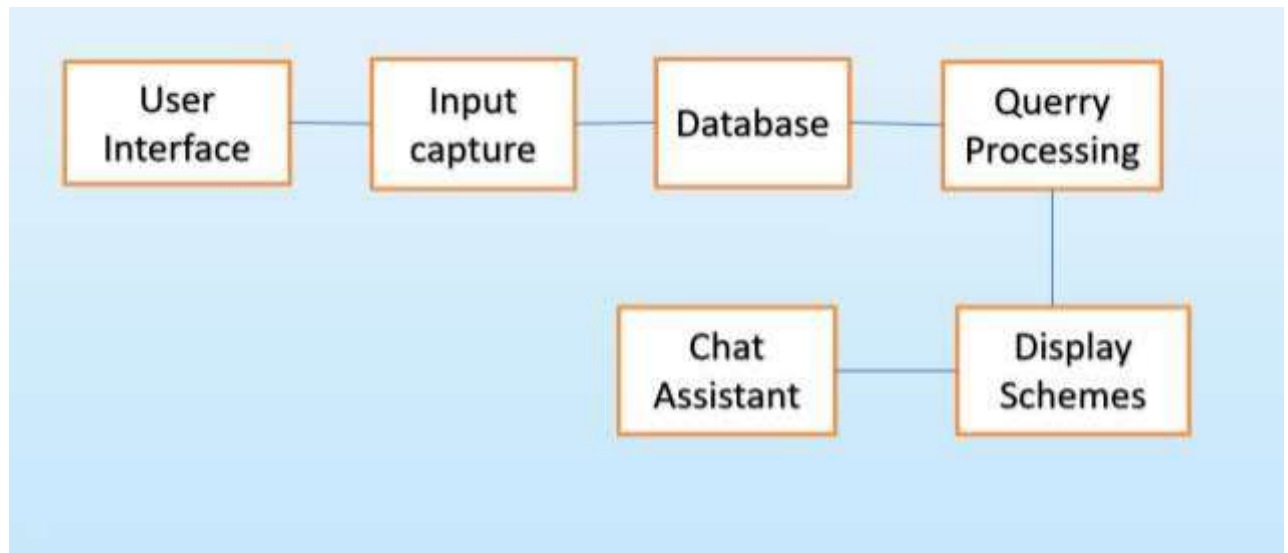 User
Interface
Input
capture
Database
Querry
Processing
Chat
Assistant
Display
Schemes